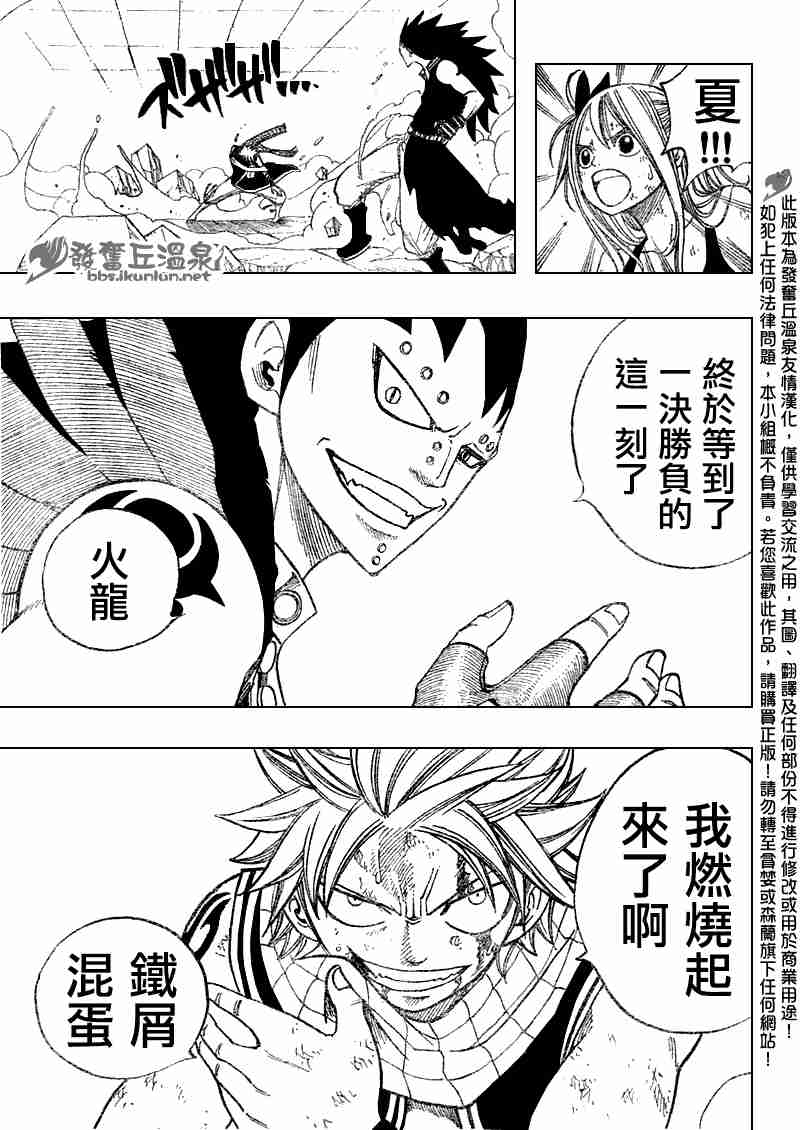 夏!!!
ズザザザ...
發奮丘溫泉
bbs.ikunlun.net
終於等到了
一決勝負的
這一刻了
火龍
我燃燒起
來了啊
鐵屑
混蛋
此版本為發奮丘溫泉友情漢化，僅供學習交流之用，其圖、翻譯及任何部份不得進行修改或用於商業用途！
如犯上任何法律問題，本小組概不負責。若您喜歡此作品，請購買正版！請勿轉至貪婪或森蘭旗下任何網站！